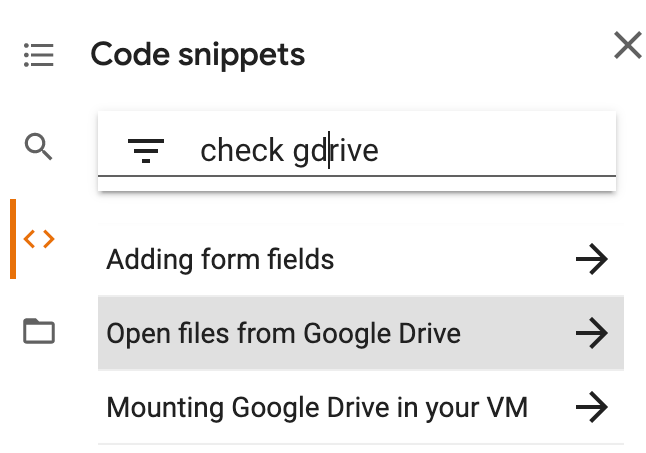 Code snippets
check gdrive
Adding form fields
Open files from Google Drive
Mounting Google Drive in your VM